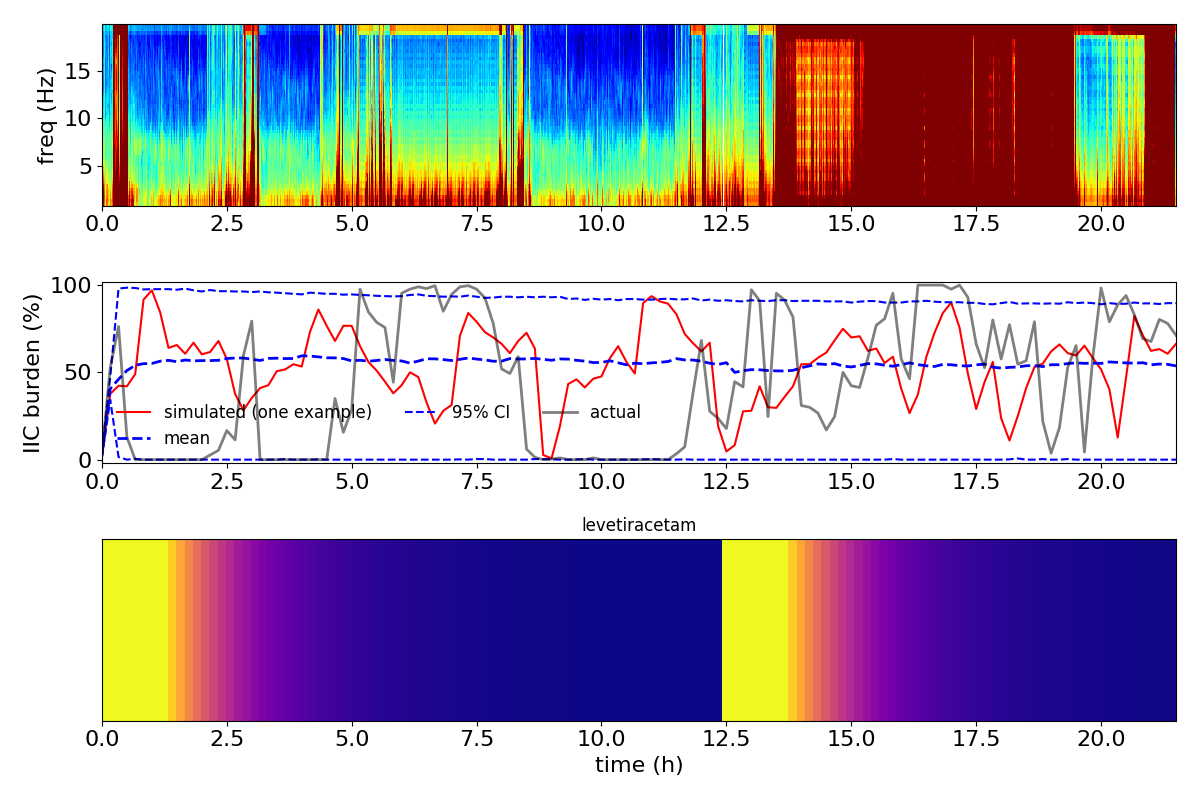 freq (Hz)
15
10
5
0.0 2.5 5.0 7.5 10.0 12.5 15.0 17.5 20.0
IIC burden (%)
100
50
0
simulated (one example) 95% CI actual
mean
0.0 2.5 5.0 7.5 10.0 12.5 15.0 17.5 20.0
levetiracetam
0.0 2.5 5.0 7.5 10.0 12.5 15.0 17.5 20.0
time (h)